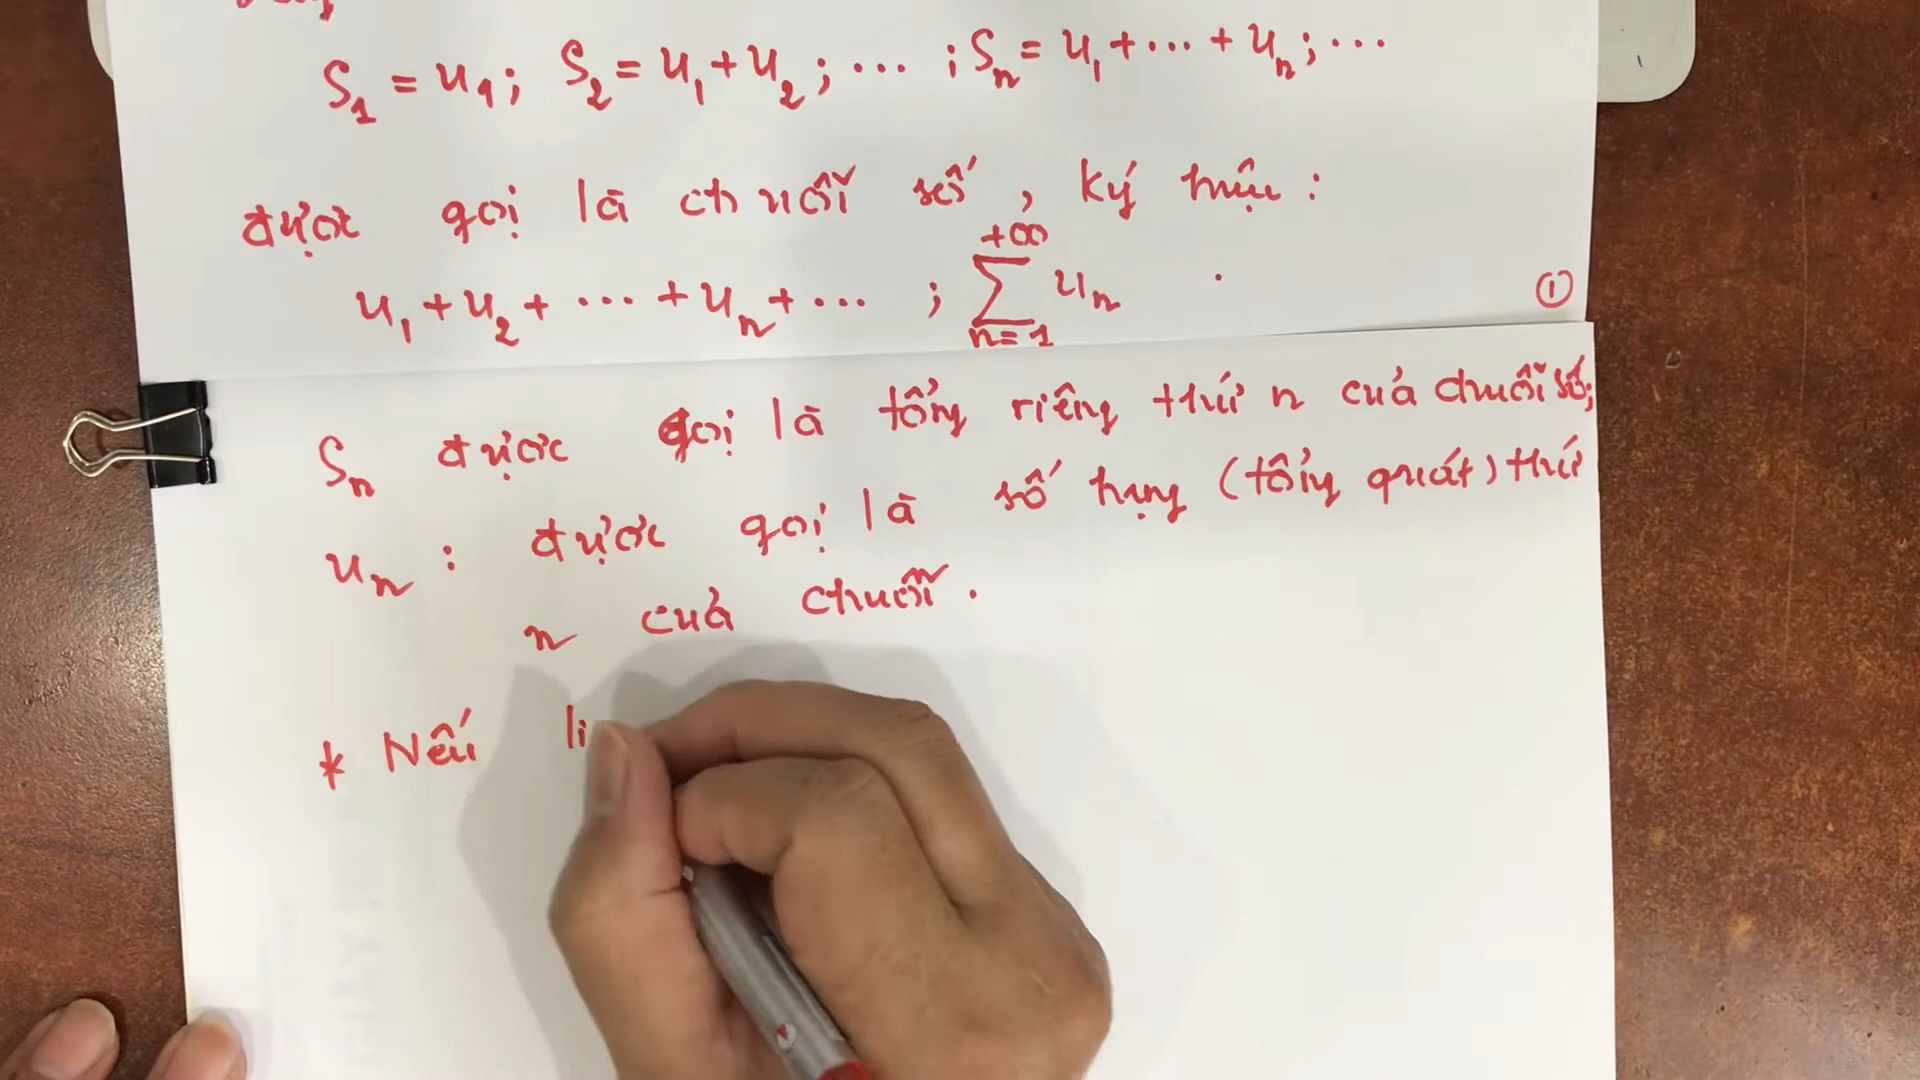 S₁ = u₁; S₂ = u₁ + u₂; ... ; Sₙ = u₁ + ... + uₙ; ...
được gọi là chuỗi số, ký hiệu:
u₁ + u₂ + ... + uₙ + ... ; +∞ ∑ n=1 uₙ . ①
Sₙ được gọi là tổng riêng thứ n của chuỗi số;
uₙ : được gọi là số hạng (tổng quát) thứ
n của chuỗi.
* Nếu li